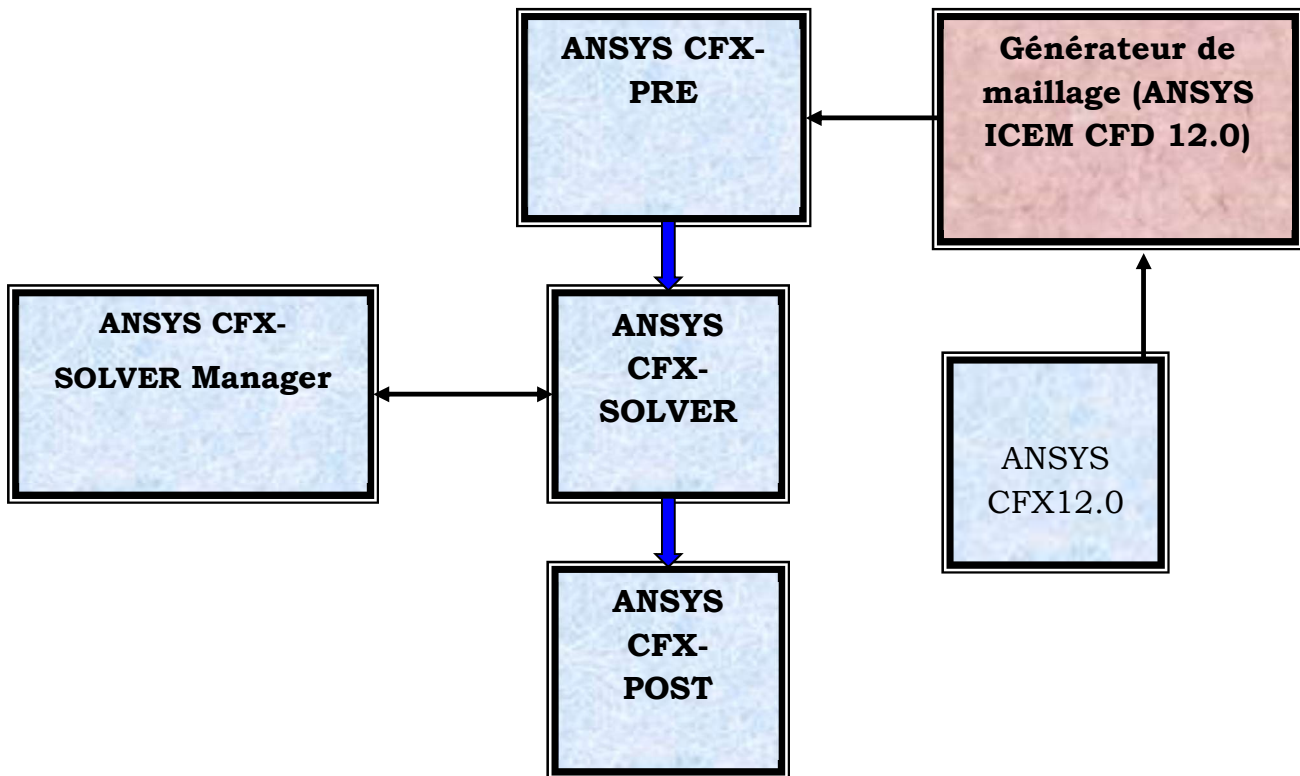 ANSYS CFX-
PRE
Générateur de
maillage (ANSYS
ICEM CFD 12.0)
ANSYS CFX-
SOLVER Manager
ANSYS
CFX-
SOLVER
ANSYS
CFX12.0
ANSYS
CFX-
POST